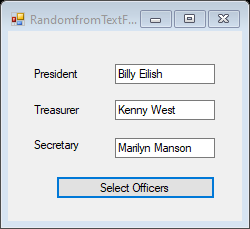 RandomfromTextF...
President Billy Eilish
Treasurer Kenny West
Secretary Marilyn Manson
Select Officers